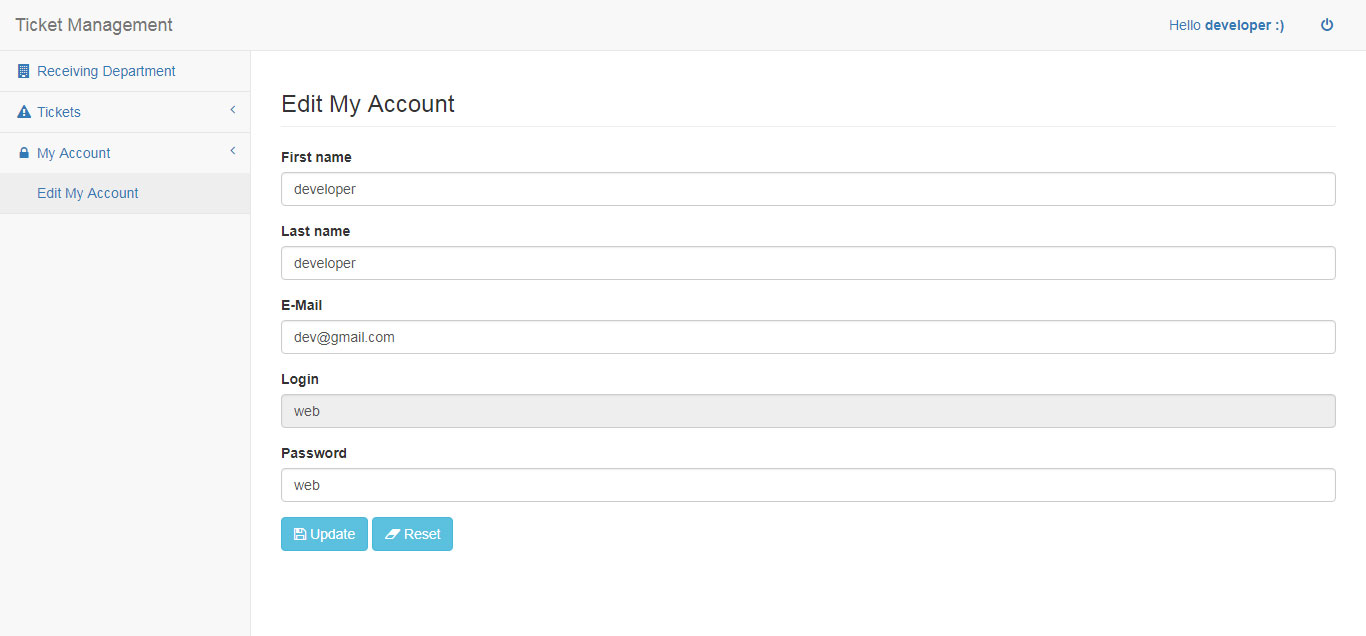 Ticket Management
Hello developer :)
Receiving Department
Tickets
My Account
Edit My Account
Edit My Account
First name
developer
Last name
developer
E-Mail
dev@gmail.com
Login
web
Password
web
Update
Reset